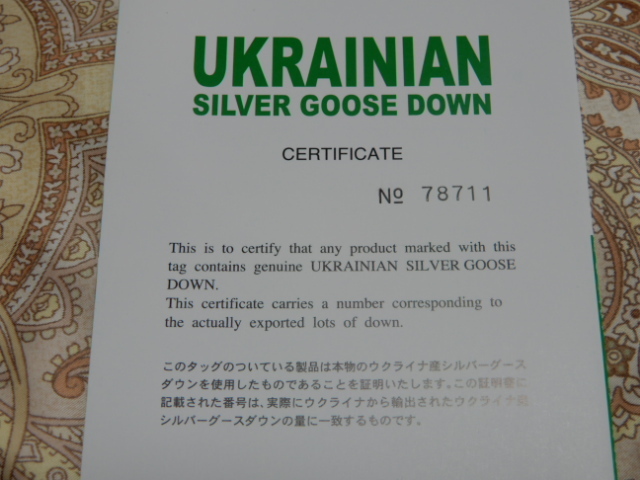 UKRAINIAN
SILVER GOOSE DOWN
CERTIFICATE
№ 78711
This is to certify that any product marked with this
tag contains genuine UKRAINIAN SILVER GOOSE
DOWN.
This certificate carries a number corresponding to
the actually exported lots of down.
このタッグのついている製品は本物のウクライナ産シルバーグース
ダウンを使用したものであることを証明いたします。この証明書に
記載された番号は、実際にウクライナから輸出されたウクライナ産
シルバーグースダウンの量に一致するものです。